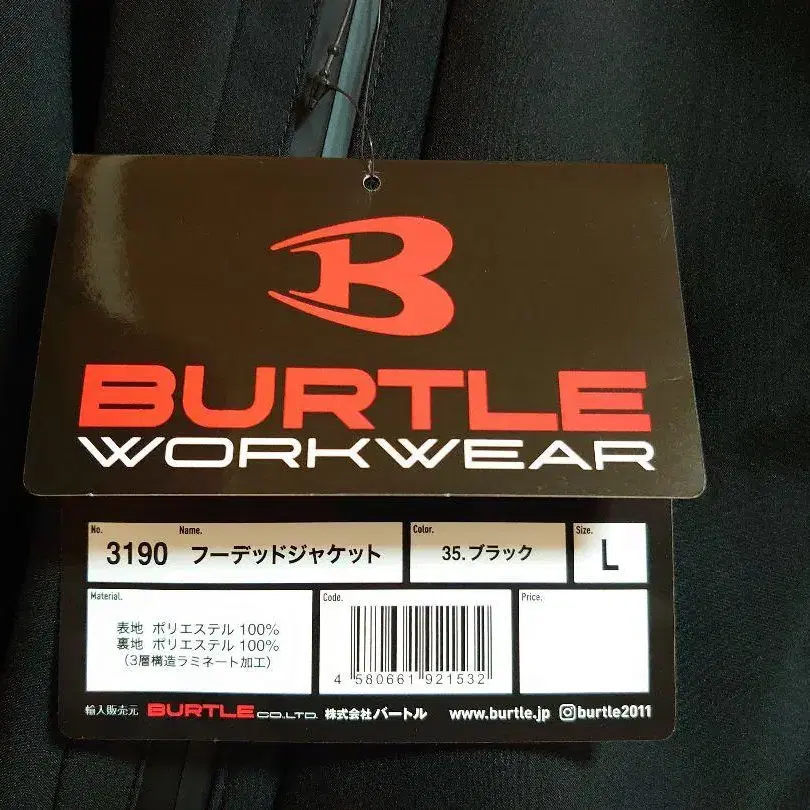 BURTLE
WORKWEAR
No. Name. Color. Size.
3190 フーデッドジャケット 35.ブラック L
Material. Code. Price.
表地 ポリエステル 100%
裏地 ポリエステル 100%
(3層構造ラミネート加工)
4 580661 921532
輸入販売元 BURTLE CO.LTD. 株式会社バートル www.burtle.jp burtle2011